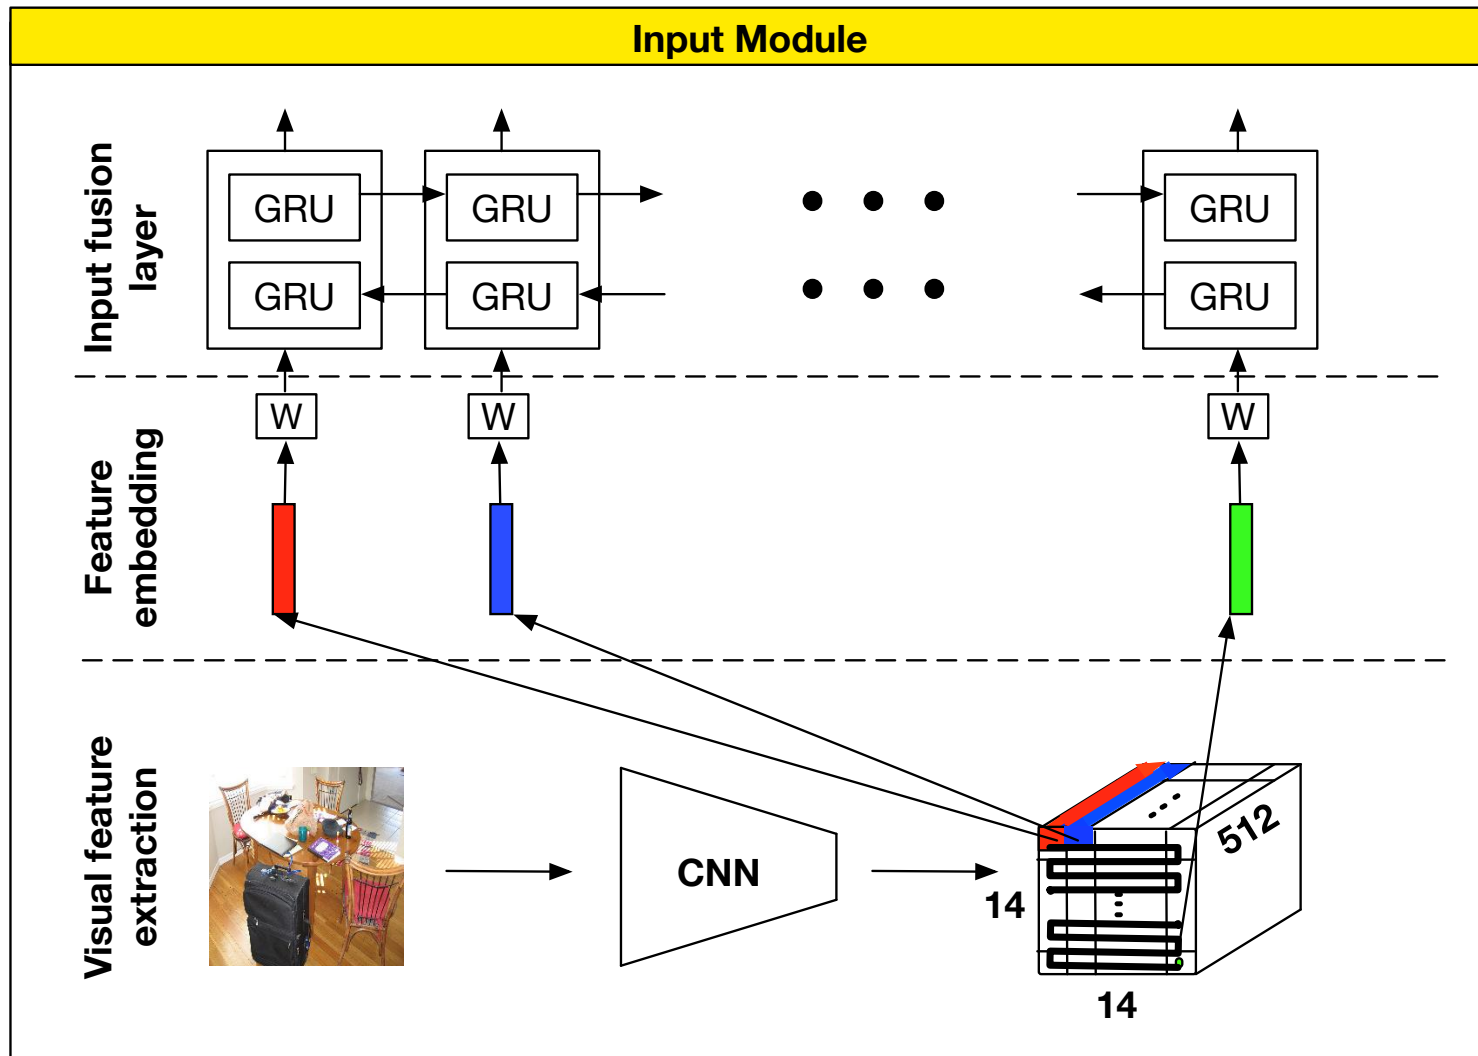 Input Module
Input fusion
layer
GRU
GRU
GRU
GRU
GRU
GRU
Feature
embedding
W
W
W
Visual feature
extraction
CNN
512
14
14